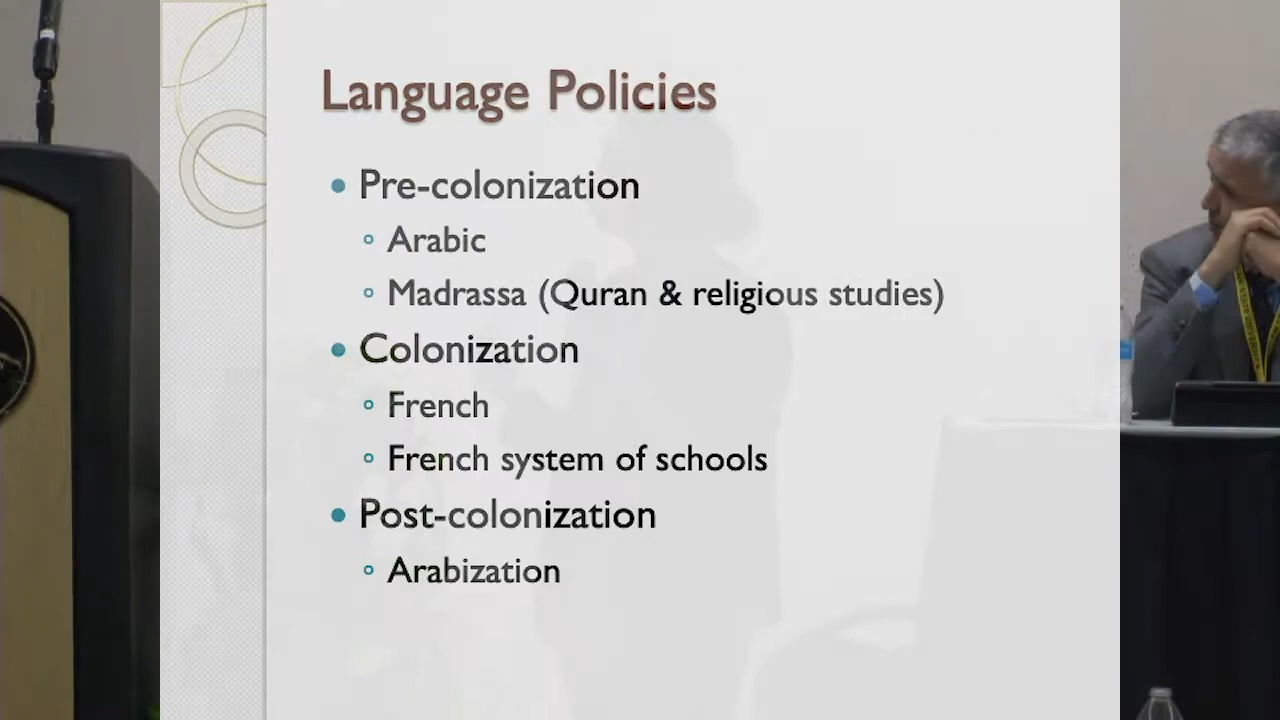 Language Policies
Pre-colonization
Arabic
Madrassa (Quran & religious studies)
Colonization
French
French system of schools
Post-colonization
Arabization